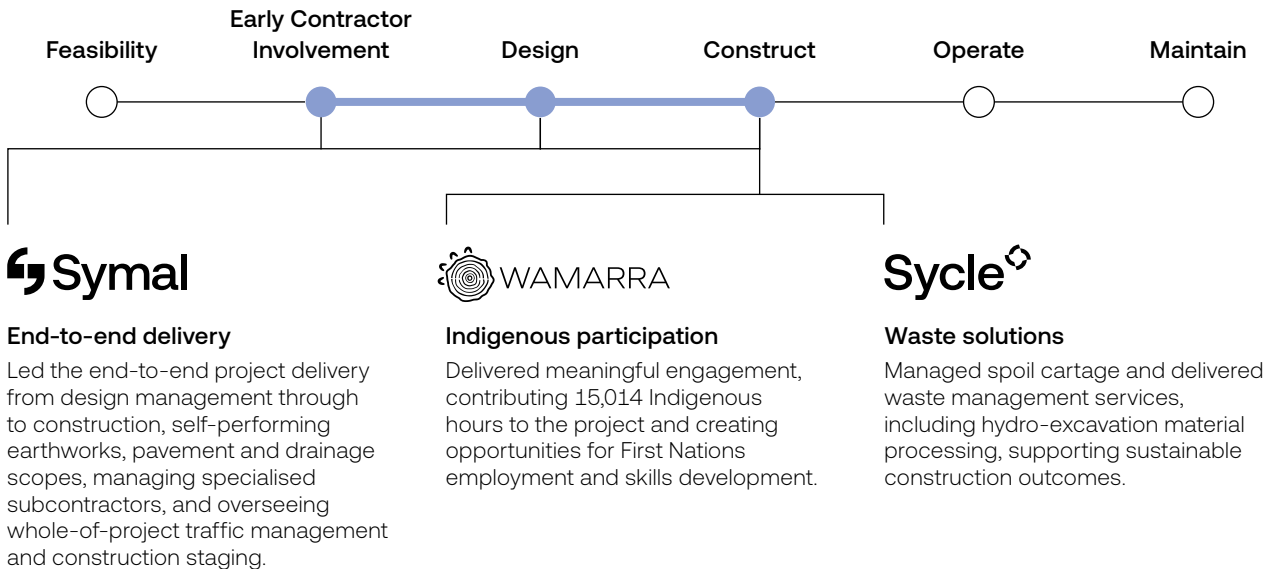 Feasibility
Early Contractor
Involvement
Design
Construct
Operate
Maintain
Symal
End-to-end delivery
Led the end-to-end project delivery
from design management through
to construction, self-performing
earthworks, pavement and drainage
scopes, managing specialised
subcontractors, and overseeing
whole-of-project traffic management
and construction staging.
WAMARRA
Indigenous participation
Delivered meaningful engagement,
contributing 15,014 Indigenous
hours to the project and creating
opportunities for First Nations
employment and skills development.
Sycle
Waste solutions
Managed spoil cartage and delivered
waste management services,
including hydro-excavation material
processing, supporting sustainable
construction outcomes.